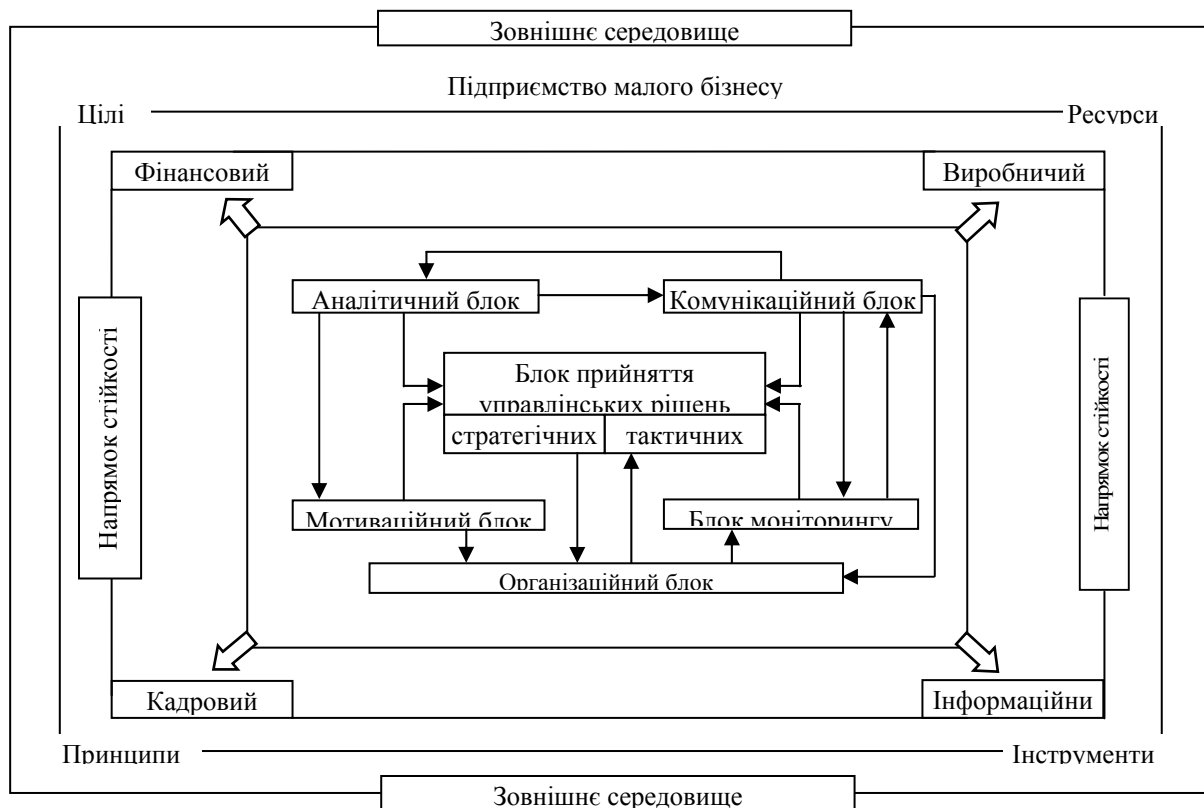 Зовнішнє середовище
Підприємство малого бізнесу
Цілі
Ресурси
Фінансовий
Виробничий
Аналітичний блок
Комунікаційний блок
Напрямок стійкості
Блок прийняття
управлінських рішень
стратегічних
тактичних
Напрямок стійкості
Мотиваційний блок
Блок моніторингу
Організаційний блок
Кадровий
Інформаційни
Принципи
Інструменти
Зовнішнє середовище